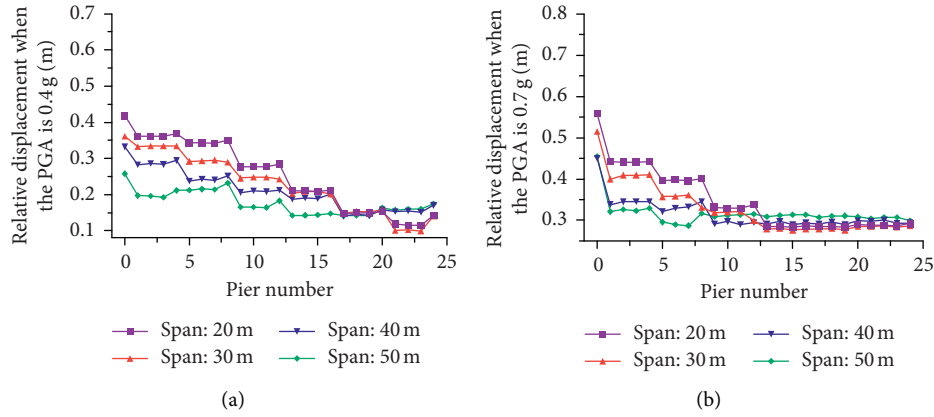 0.7
0.6
0.5
0.4
0.3
0.2
0.1
Relative displacement when
the PGA is 0.4 g (m)
0
5
10
15
20
25
Pier number
Span: 20 m
Span: 40 m
Span: 30 m
Span: 50 m
(a)
0.8
0.7
0.6
0.5
0.4
0.3
Relative displacement when
the PGA is 0.7 g (m)
0
5
10
15
20
25
Pier number
Span: 20 m
Span: 40 m
Span: 30 m
Span: 50 m
(b)